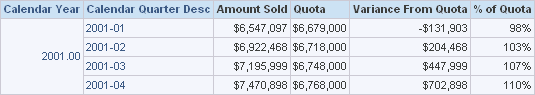 Calendar Year Calendar Quarter Desc Amount Sold Quota Variance From Quota % of Quota
2001-01 $6,547,097 $6,679,000 -$131,903 98%
2001.00 2001-02 $6,922,468 $6,718,000 $204,468 103%
2001-03 $7,195,999 $6,748,000 $447,999 107%
2001-04 $7,470,898 $6,768,000 $702,898 110%